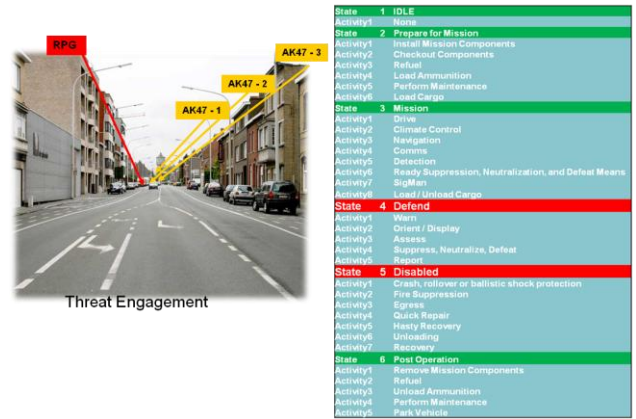 RPG
AK47 - 3
AK47 - 2
AK47 - 1
Threat Engagement
State 1 IDLE
Activity1 None
State 2 Prepare for Mission
Activity1 Install Mission Components
Activity2 Checkout Components
Activity3 Refuel
Activity4 Load Ammunition
Activity5 Perform Maintenance
Activity6 Load Cargo
State 3 Mission
Activity1 Drive
Activity2 Climate Control
Activity3 Navigation
Activity4 Comms
Activity5 Detection
Activity6 Ready Suppression, Neutralization, and Defeat Means
Activity7 SigMan
Activity8 Load / Unload Cargo
State 4 Defend
Activity1 Warn
Activity2 Orient / Display
Activity3 Assess
Activity4 Suppress, Neutralize, Defeat
Activity5 Report
State 5 Disabled
Activity1 Crash, rollover or ballistic shock protection
Activity2 Fire Suppression
Activity3 Egress
Activity4 Quick Repair
Activity5 Hasty Recovery
Activity6 Unloading
Activity7 Recovery
State 6 Post Operation
Activity1 Remove Mission Components
Activity2 Refuel
Activity3 Unload Ammunition
Activity4 Perform Maintenance
Activity5 Park Vehicle